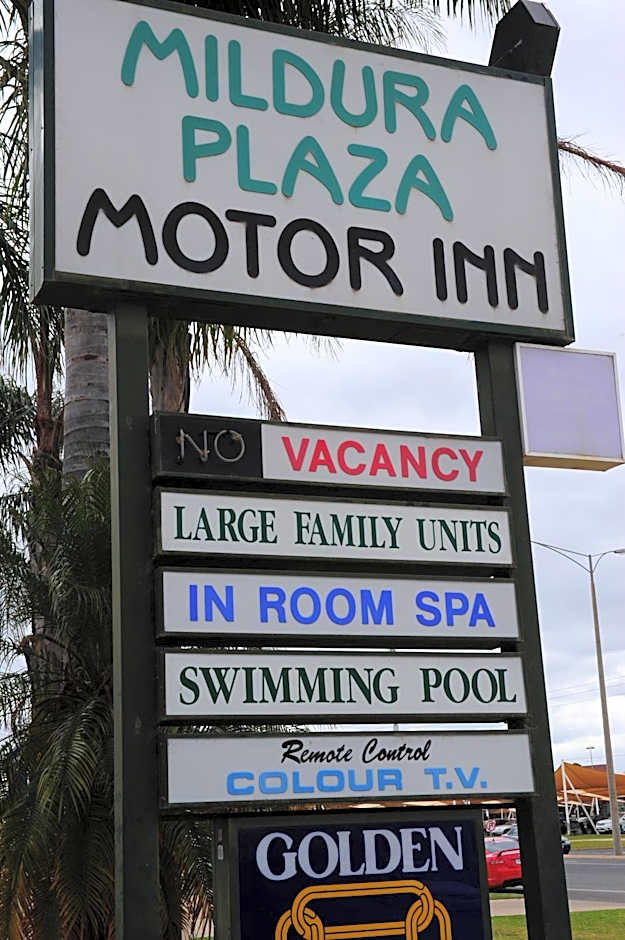 MILDURA
PLAZA
MOTOR INN
NO VACANCY
LARGE FAMILY UNITS
IN ROOM SPA
SWIMMING POOL
Remote Control
COLOUR T.V.
GOLDEN